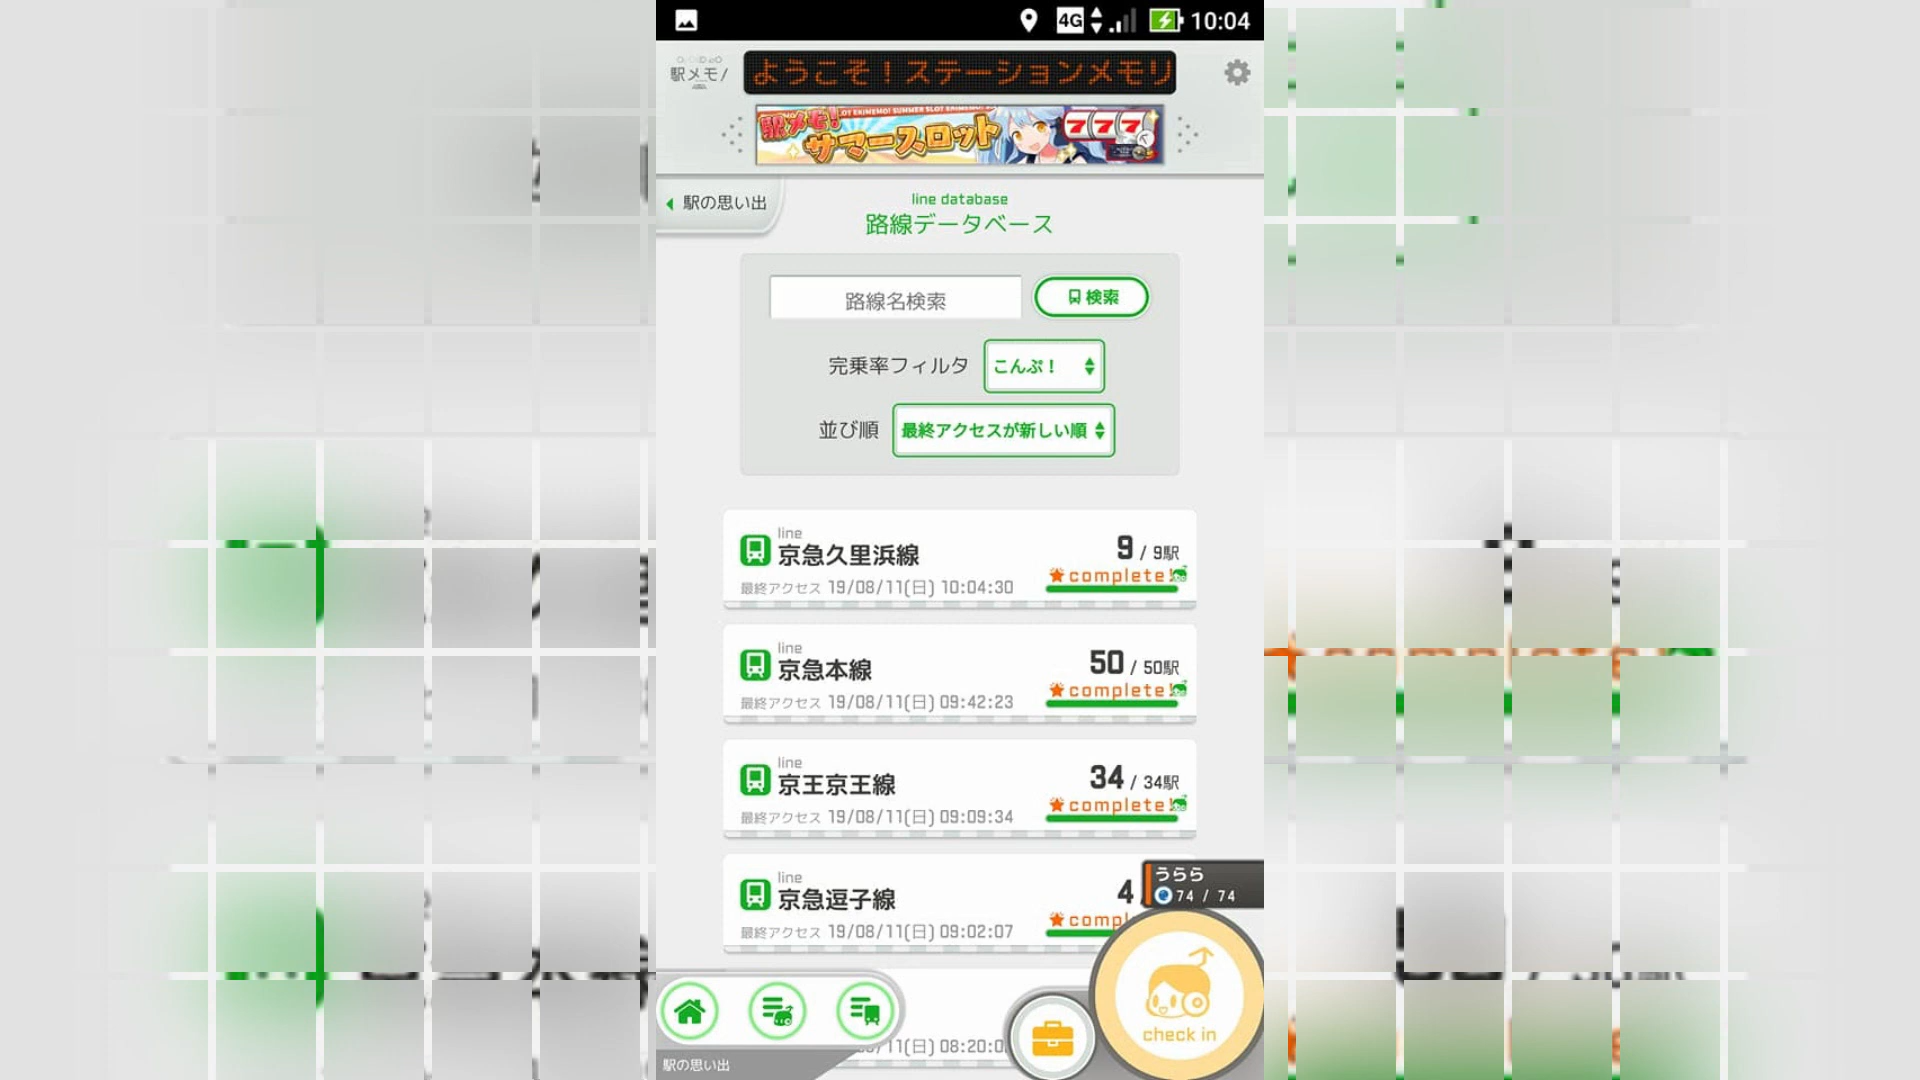 4G 10:04
駅メモ!
ようこそ！ステーションメモリ
駅メモ!
サマースロット
777
駅の思い出
line database
路線データベース
路線名検索
検索
完乗率フィルタ
こんぷ！
並び順
最終アクセスが新しい順
line
京急久里浜線
9 / 9駅
complete!
最終アクセス 19/08/11(日) 10:04:30
line
京急本線
50 / 50駅
complete!
最終アクセス 19/08/11(日) 09:42:23
line
京王京王線
34 / 34駅
complete!
最終アクセス 19/08/11(日) 09:09:34
line
京急逗子線
4
compl
最終アクセス 19/08/11(日) 09:02:07
うらら
74 / 74
check in
/11(日) 08:20:0
駅の思い出